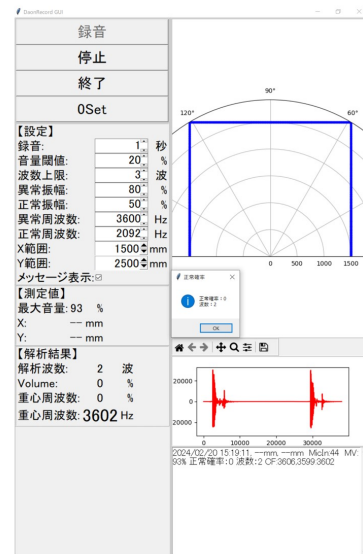 DaonRecord GUI
録音
停止
終了
0Set
【設定】
録音: 1 秒
音量閾値: 20 %
波数上限: 3 波
異常振幅: 80 %
正常振幅: 50 %
異常周波数: 3600 Hz
正常周波数: 2092 Hz
X範囲: 1500 mm
Y範囲: 2500 mm
メッセージ表示:
【測定値】
最大音量: 93 %
X: -- mm
Y: -- mm
【解析結果】
解析波数: 2 波
Volume: 0 %
重心周波数: 0 %
重心周波数: 3602 Hz
90°
120° 60°
0 500 1000 1500
正常確率
正常確率:0
波数:2
OK
20000
0
-20000
0 10000 20000 30000
2024/02/20 15:19:11, --mm, --mm MicIn:44 MV:
93% 正常確率:0 波数:2 CF:3606,3599:3602